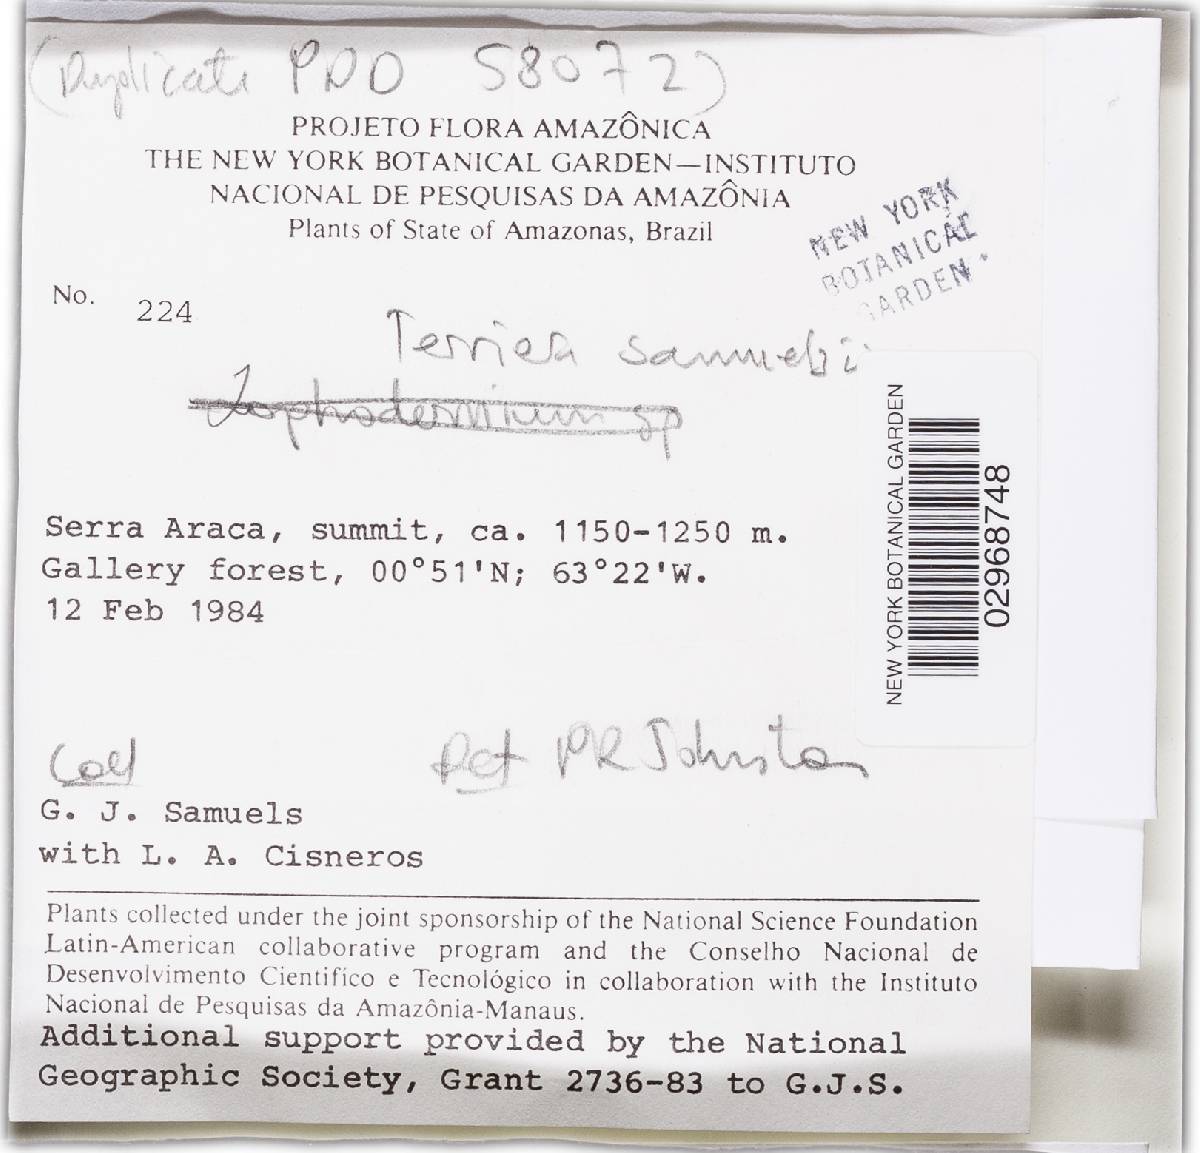 (Duplicate PDD 58072)
PROJETO FLORA AMAZÔNICA
THE NEW YORK BOTANICAL GARDEN—INSTITUTO
NACIONAL DE PESQUISAS DA AMAZÔNIA
Plants of State of Amazonas, Brazil
NEW YORK
BOTANICAL
GARDEN
No. 224
Terriera samuelsii
Lophodermium sp
Serra Araca, summit, ca. 1150-1250 m.
Gallery forest, 00°51'N; 63°22'W.
12 Feb 1984
NEW YORK BOTANICAL GARDEN
02968748
Coll
Det PR Johnston
G. J. Samuels
with L. A. Cisneros
Plants collected under the joint sponsorship of the National Science Foundation
Latin-American collaborative program and the Conselho Nacional de
Desenvolvimento Cientifico e Tecnológico in collaboration with the Instituto
Nacional de Pesquisas da Amazônia-Manaus.
Additional support provided by the National
Geographic Society, Grant 2736-83 to G.J.S.